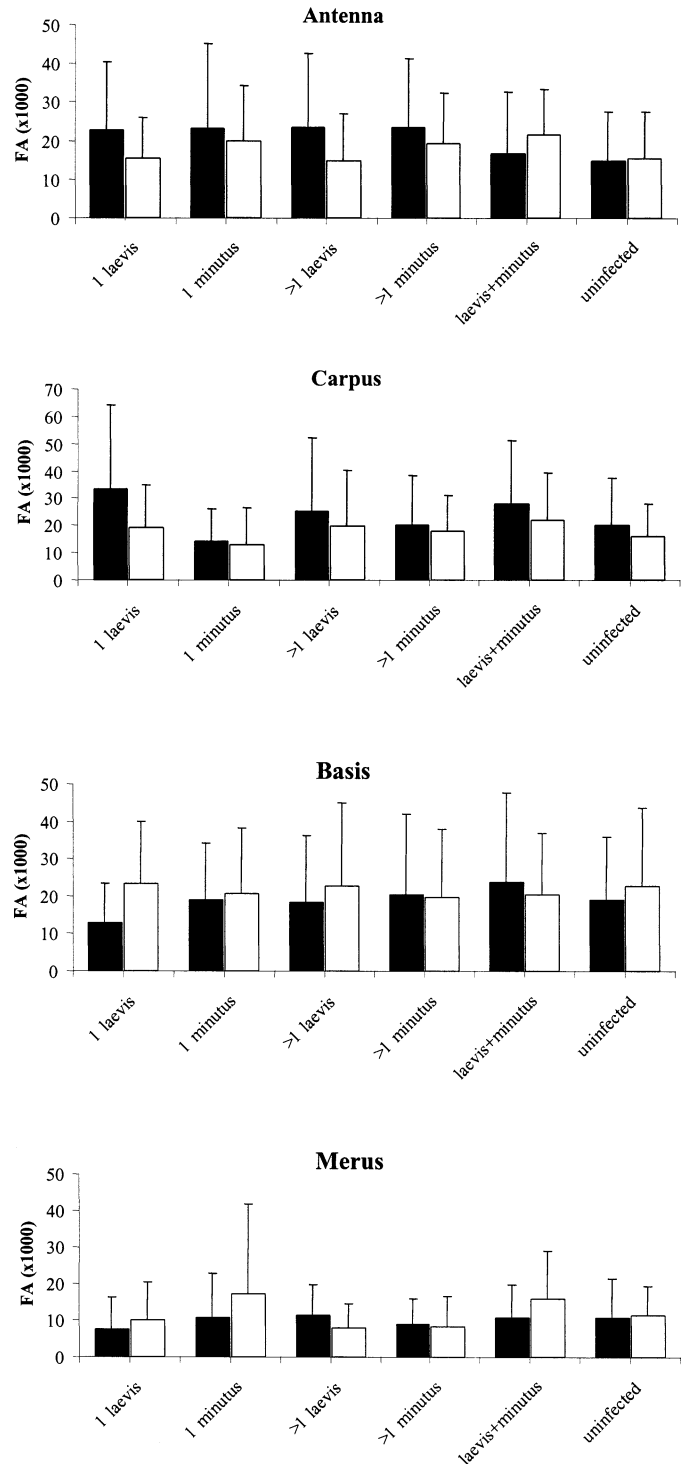 Antenna
FA (x1000)
50
40
30
20
10
0
1 laevis
1 minutus
>1 laevis
>1 minutus
laevis+minutus
uninfected
Carpus
FA (x1000)
70
60
50
40
30
20
10
0
1 laevis
1 minutus
>1 laevis
>1 minutus
laevis+minutus
uninfected
Basis
FA (x1000)
50
40
30
20
10
0
1 laevis
1 minutus
>1 laevis
>1 minutus
laevis+minutus
uninfected
Merus
FA (x1000)
50
40
30
20
10
0
1 laevis
1 minutus
>1 laevis
>1 minutus
laevis+minutus
uninfected